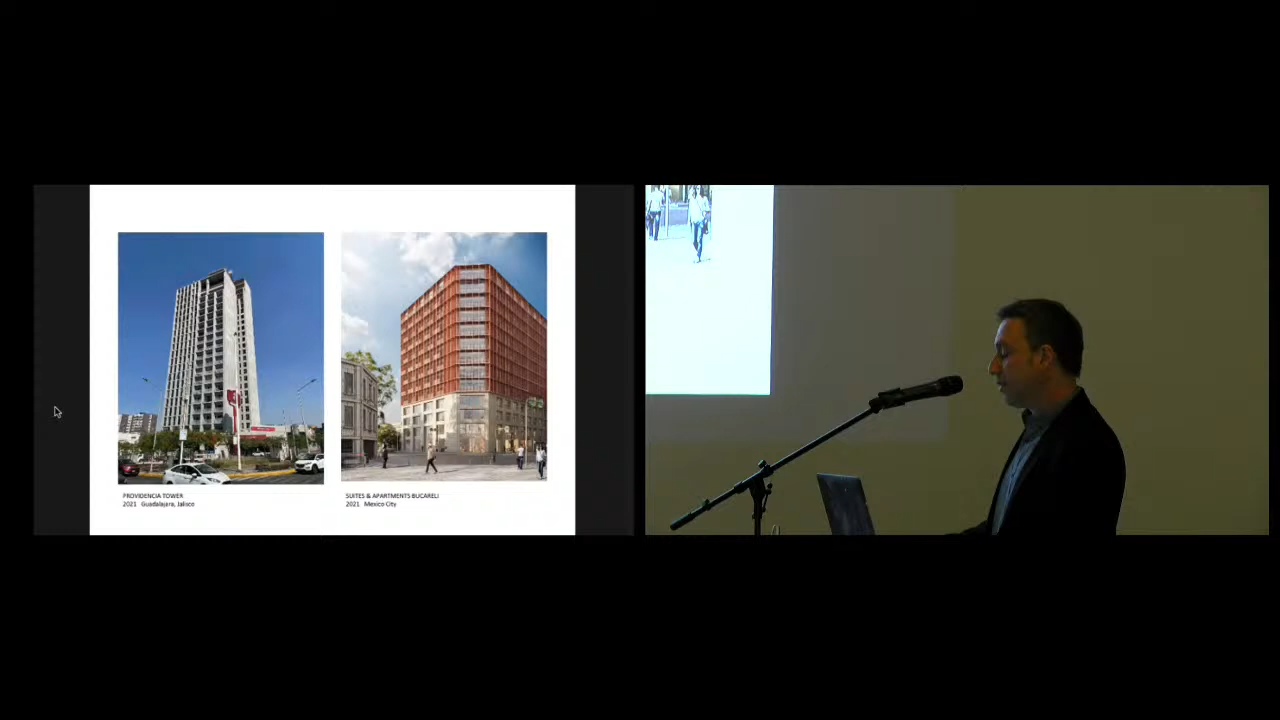 PROVIDENCIA TOWER
2021 Guadalajara, Jalisco
SUITES & APARTMENTS BUCARELI
2021 Mexico City